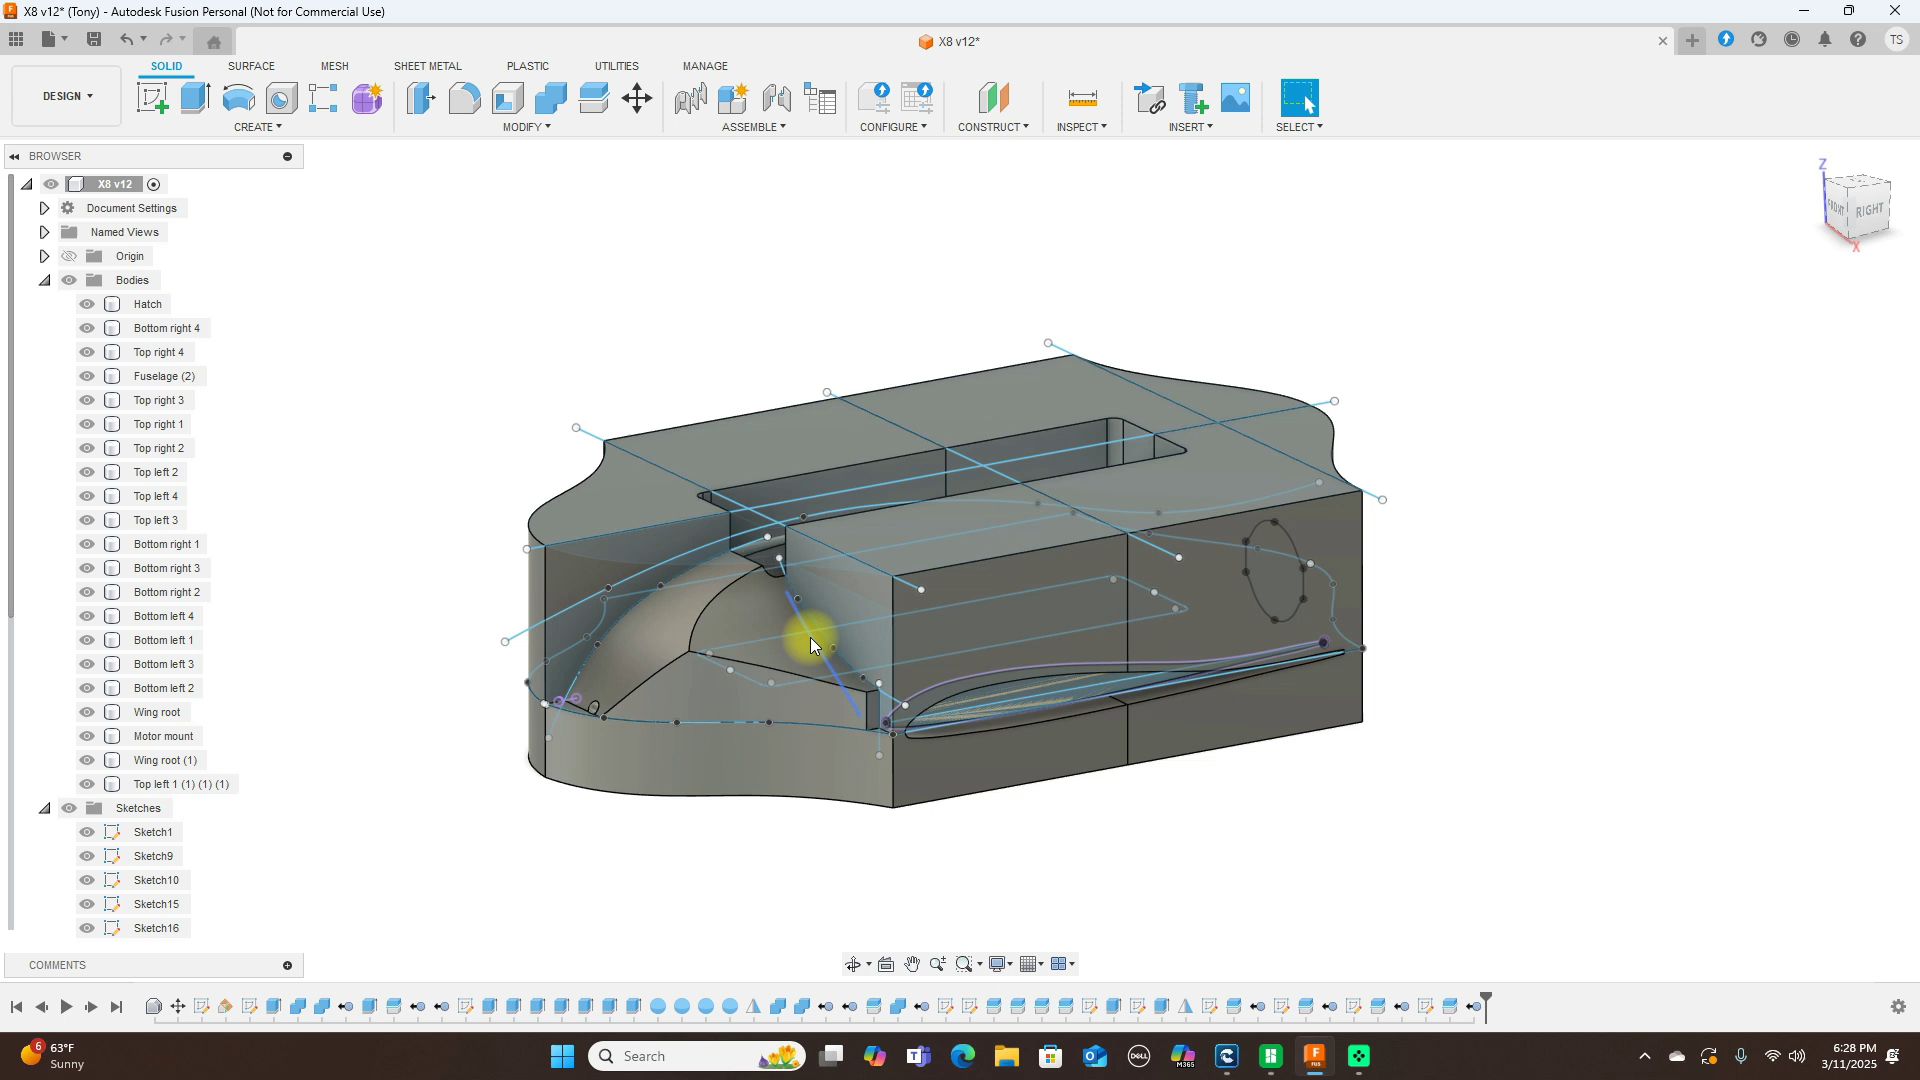 X8 v12* (Tony) - Autodesk Fusion Personal (Not for Commercial Use)
X8 v12*
TS
DESIGN
SOLID
SURFACE
MESH
SHEET METAL
PLASTIC
UTILITIES
MANAGE
CREATE
MODIFY
ASSEMBLE
CONFIGURE
CONSTRUCT
INSPECT
INSERT
SELECT
BROWSER
X8 v12
Document Settings
Named Views
Origin
Bodies
Hatch
Bottom right 4
Top right 4
Fuselage (2)
Top right 3
Top right 1
Top right 2
Top left 2
Top left 4
Top left 3
Bottom right 1
Bottom right 3
Bottom right 2
Bottom left 4
Bottom left 1
Bottom left 3
Bottom left 2
Wing root
Motor mount
Wing root (1)
Top left 1 (1) (1) (1)
Sketches
Sketch1
Sketch9
Sketch10
Sketch15
Sketch16
Z
FRONT
RIGHT
X
COMMENTS
6
63°F
Sunny
Search
DELL
M365
FUS
6:28 PM
3/11/2025